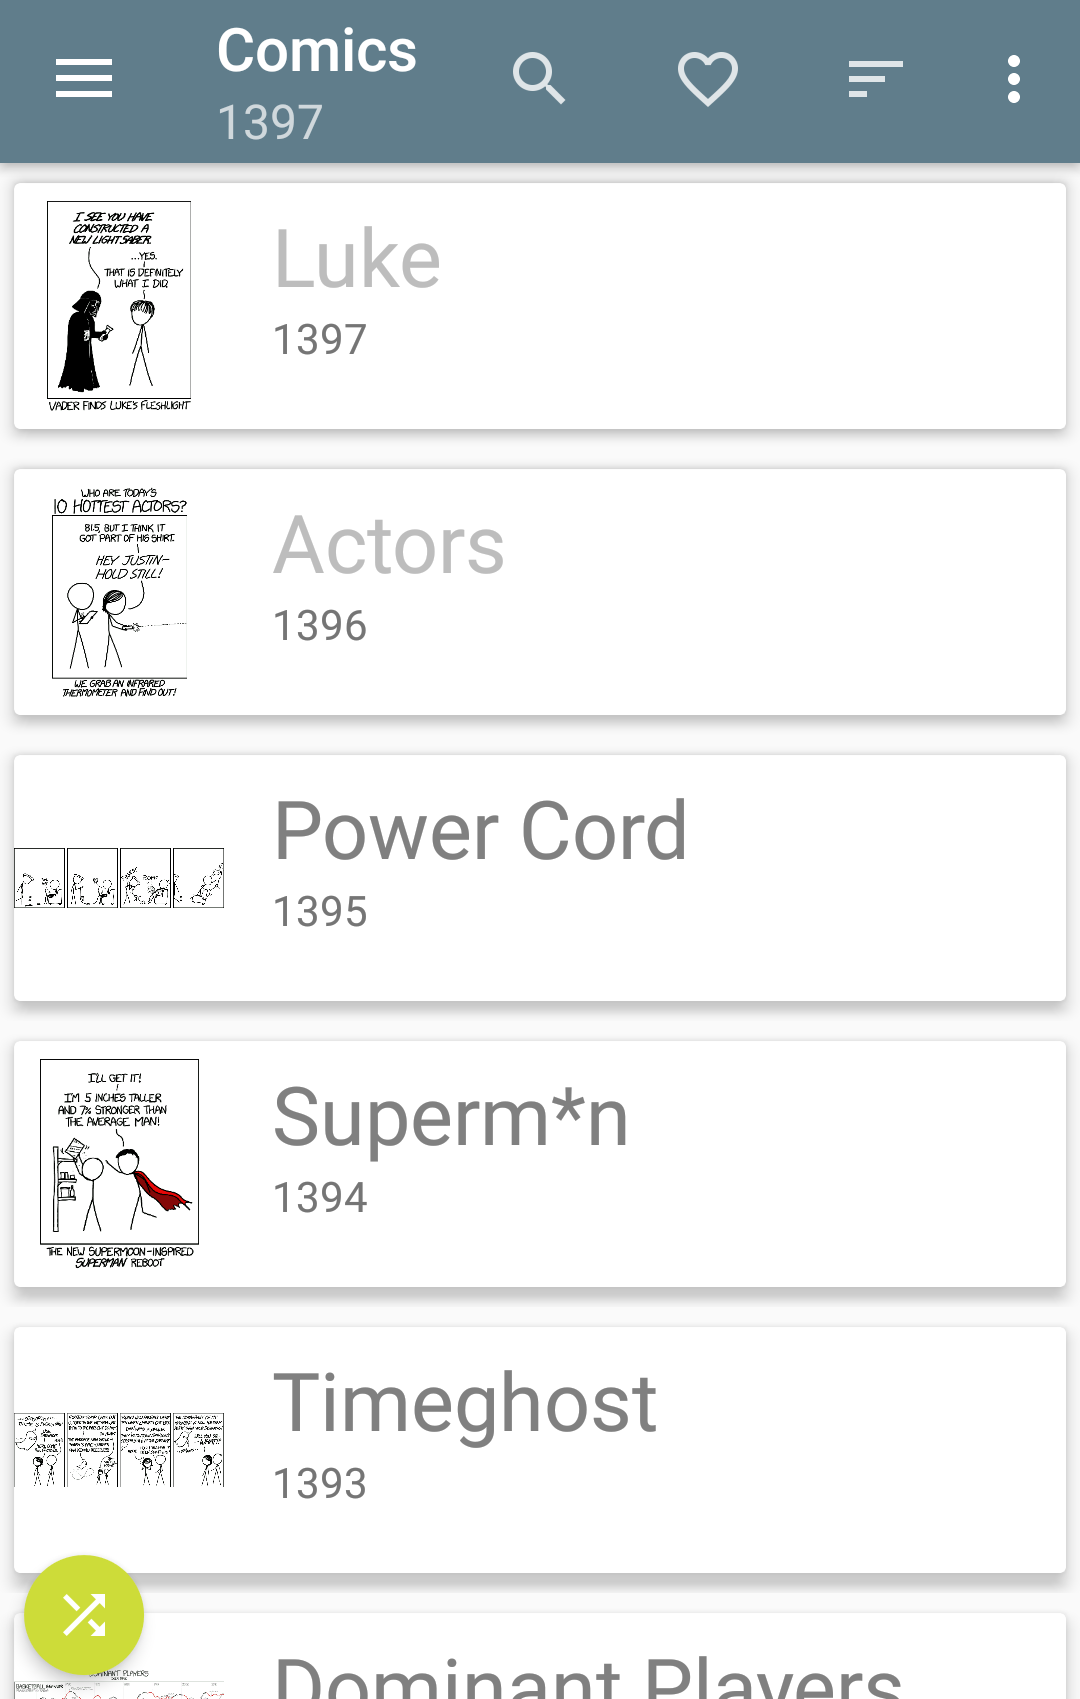 Comics
1397
I SEE YOU HAVE
CONSTRUCTED A
NEW LIGHTSABER.
...YES.
THAT IS DEFINITELY
WHAT I DID.
VADER FINDS LUKE'S FLESHLIGHT
Luke
1397
WHO ARE TODAY'S
10 HOTTEST ACTORS?
81.5, BUT I THINK IT
GOT PART OF HIS SHIRT.
HEY JUSTIN—
HOLD STILL!
WE GRAB AN INFRARED
THERMOMETER AND FIND OUT!
Actors
1396
Power Cord
1395
I'LL GET IT!
I'M 5 INCHES TALLER
AND 7% STRONGER THAN
THE AVERAGE MAN!
THE NEW SUPERMOON-INSPIRED
SUPERMAN REBOOT
Superm*n
1394
Timeghost
1393
DOMINANT PLAYERS
BASKETBALL
Dominant Players